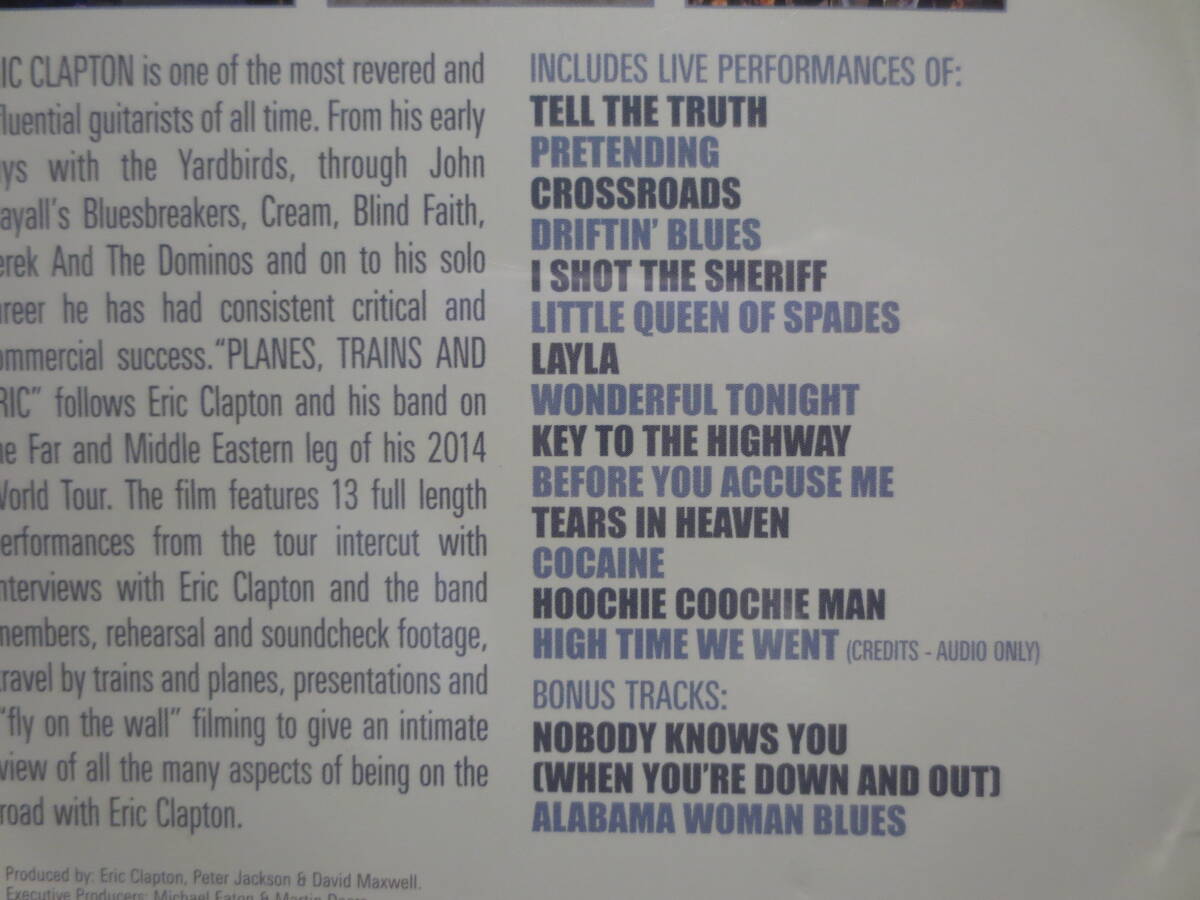 IC CLAPTON is one of the most revered and
fluential guitarists of all time. From his early
ys with the Yardbirds, through John
ayall's Bluesbreakers, Cream, Blind Faith,
erek And The Dominos and on to his solo
areer he has had consistent critical and
ommercial success. "PLANES, TRAINS AND
RIC" follows Eric Clapton and his band on
he Far and Middle Eastern leg of his 2014
World Tour. The film features 13 full length
erformances from the tour intercut with
nterviews with Eric Clapton and the band
members, rehearsal and soundcheck footage,
travel by trains and planes, presentations and
"fly on the wall" filming to give an intimate
view of all the many aspects of being on the
road with Eric Clapton.
Produced by: Eric Clapton, Peter Jackson & David Maxwell.
Executive Producers: Michael Eaton & Martin
INCLUDES LIVE PERFORMANCES OF:
TELL THE TRUTH
PRETENDING
CROSSROADS
DRIFTIN' BLUES
I SHOT THE SHERIFF
LITTLE QUEEN OF SPADES
LAYLA
WONDERFUL TONIGHT
KEY TO THE HIGHWAY
BEFORE YOU ACCUSE ME
TEARS IN HEAVEN
COCAINE
HOOCHIE COOCHIE MAN
HIGH TIME WE WENT (CREDITS - AUDIO ONLY)
BONUS TRACKS:
NOBODY KNOWS YOU
(WHEN YOU'RE DOWN AND OUT)
ALABAMA WOMAN BLUES